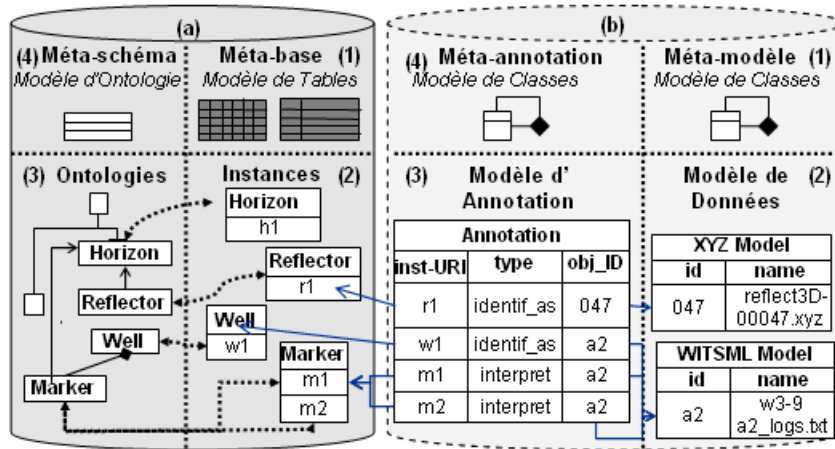 (a)
(4) Méta-schéma
Modèle d'Ontologie
Méta-base (1)
Modèle de Tables
(3) Ontologies
Horizon
Reflector
Well
Marker
Instances (2)
Horizon
h1
Reflector
r1
Well
w1
Marker
m1
m2
(b)
(4) Méta-annotation
Modèle de Classes
Méta-modèle (1)
Modèle de Classes
(3) Modèle d'
Annotation
Annotation
inst-URI type obj_ID
r1 identif_as 047
w1 identif_as a2
m1 interpret a2
m2 interpret a2
Modèle de (2)
Données
XYZ Model
id name
047 reflect3D-
00047.xyz
WITSML Model
id name
a2 w3-9
a2_logs.txt